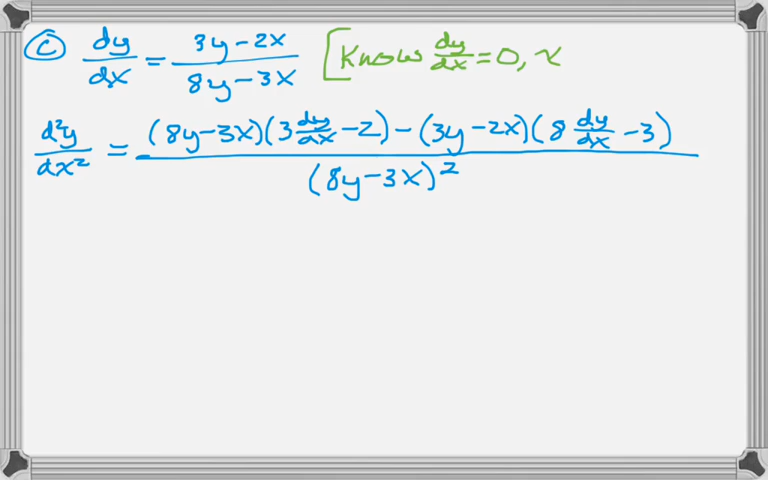 (c) dy/dx = (3y-2x)/(8y-3x) [Know dy/dx = 0, x
d²y/dx² = ((8y-3x)(3 dy/dx -2) - (3y-2x)(8 dy/dx -3))/(8y-3x)²